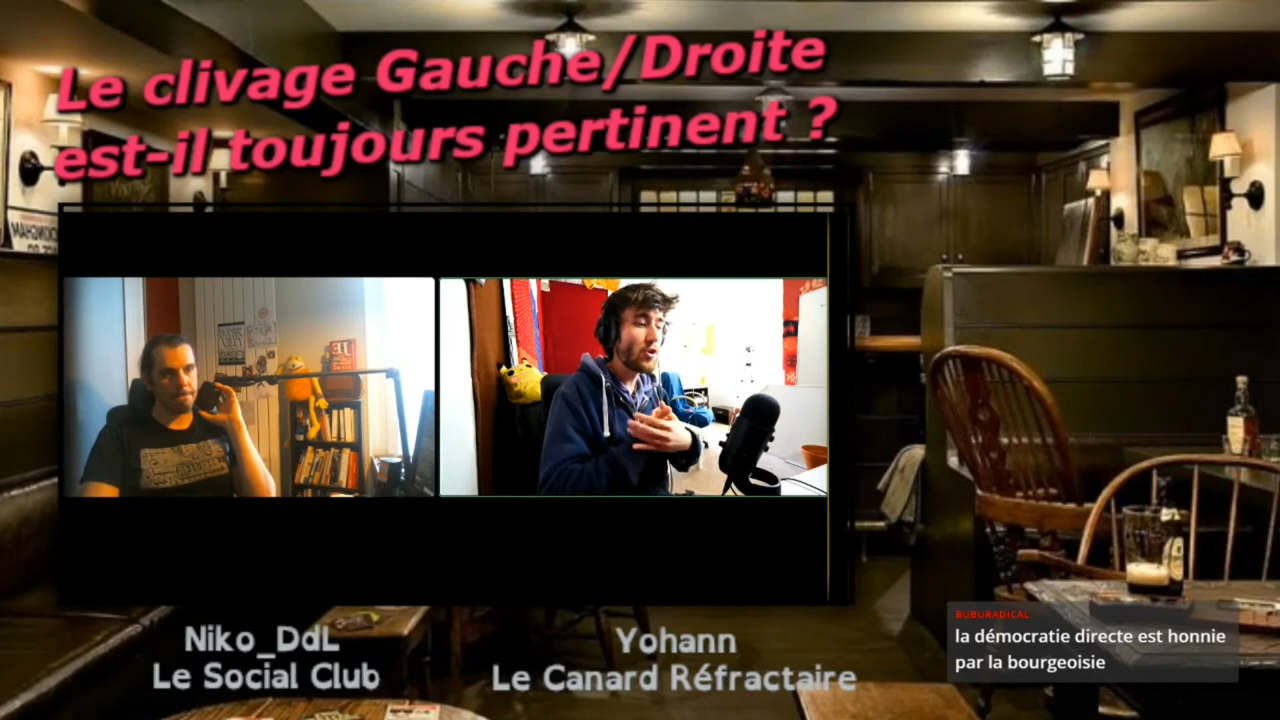 Le clivage Gauche/Droite
est-il toujours pertinent ?
Niko_DdL
Le Social Club
Yohann
Le Canard Réfractaire
BUBURADICAL
la démocratie directe est honnie
par la bourgeoisie